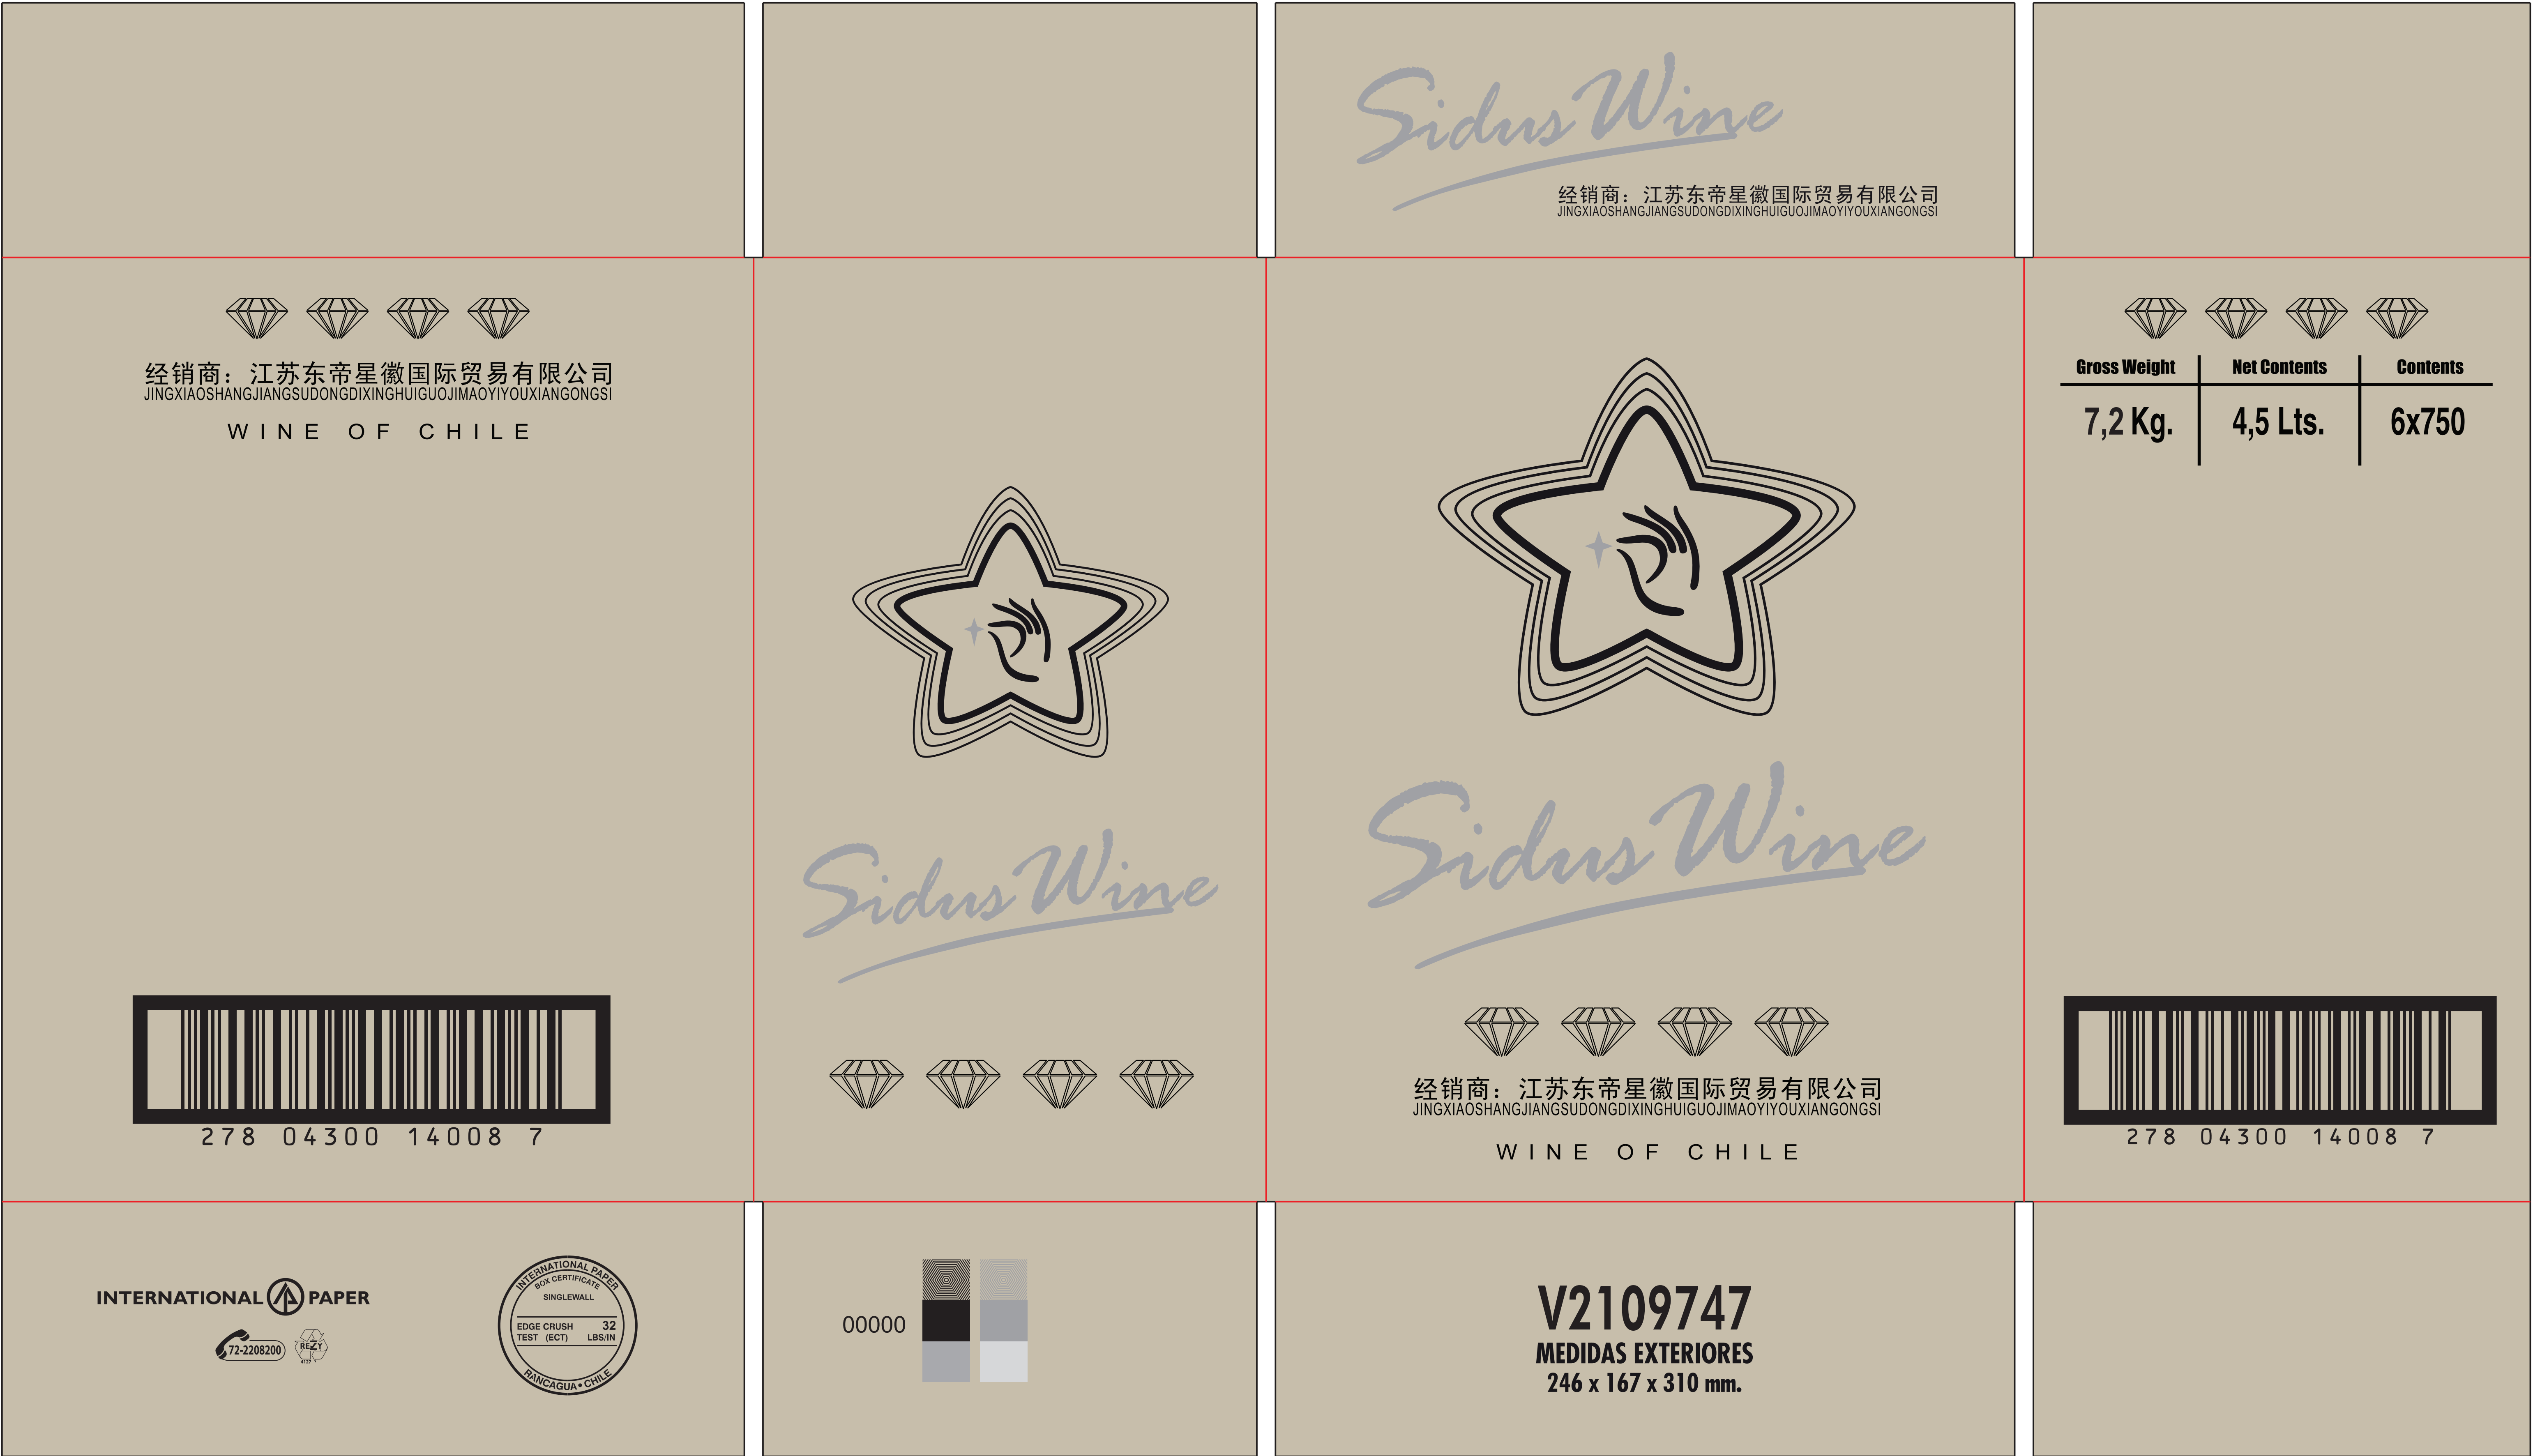 Sidus Wine
经销商：江苏东帝星徽国际贸易有限公司
JINGXIAOSHANGJIANGSUDONGDIXINGHUIGUOJIMAOYIYOUXIANGONGSI
经销商：江苏东帝星徽国际贸易有限公司
JINGXIAOSHANGJIANGSUDONGDIXINGHUIGUOJIMAOYIYOUXIANGONGSI
WINE OF CHILE
278 04300 14008 7
Sidus Wine
Sidus Wine
经销商：江苏东帝星徽国际贸易有限公司
JINGXIAOSHANGJIANGSUDONGDIXINGHUIGUOJIMAOYIYOUXIANGONGSI
WINE OF CHILE
Gross Weight Net Contents Contents
7,2 Kg. 4,5 Lts. 6x750
278 04300 14008 7
INTERNATIONAL PAPER
72-2208200
REZY
4127
INTERNATIONAL PAPER
BOX CERTIFICATE
SINGLEWALL
EDGE CRUSH 32
TEST (ECT) LBS/IN
RANCAGUA • CHILE
00000
V2109747
MEDIDAS EXTERIORES
246 x 167 x 310 mm.